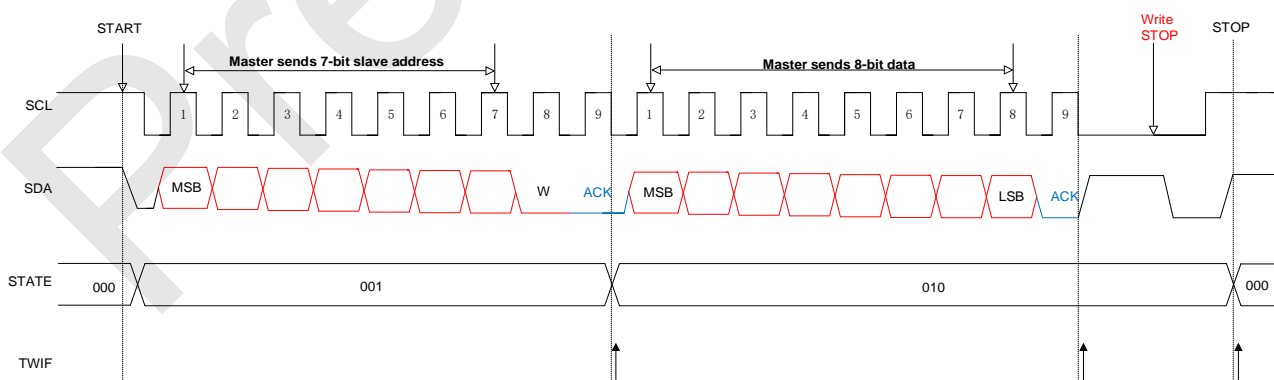 START
Write
STOP
STOP
Master sends 7-bit slave address
Master sends 8-bit data
SCL
1 2 3 4 5 6 7 8 9 1 2 3 4 5 6 7 8 9
SDA
MSB W ACK MSB LSB ACK
STATE
000 001 010 000
TWIF
Pre